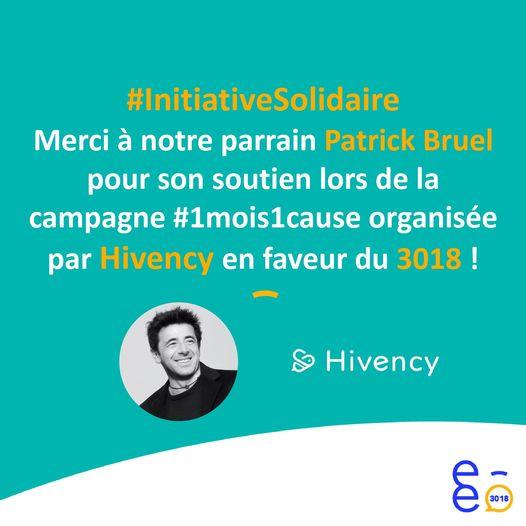 #InitiativeSolidaire
Merci à notre parrain Patrick Bruel
pour son soutien lors de la
campagne #1mois1cause organisée
par Hivency en faveur du 3018 !
Hivency
e
e 3018